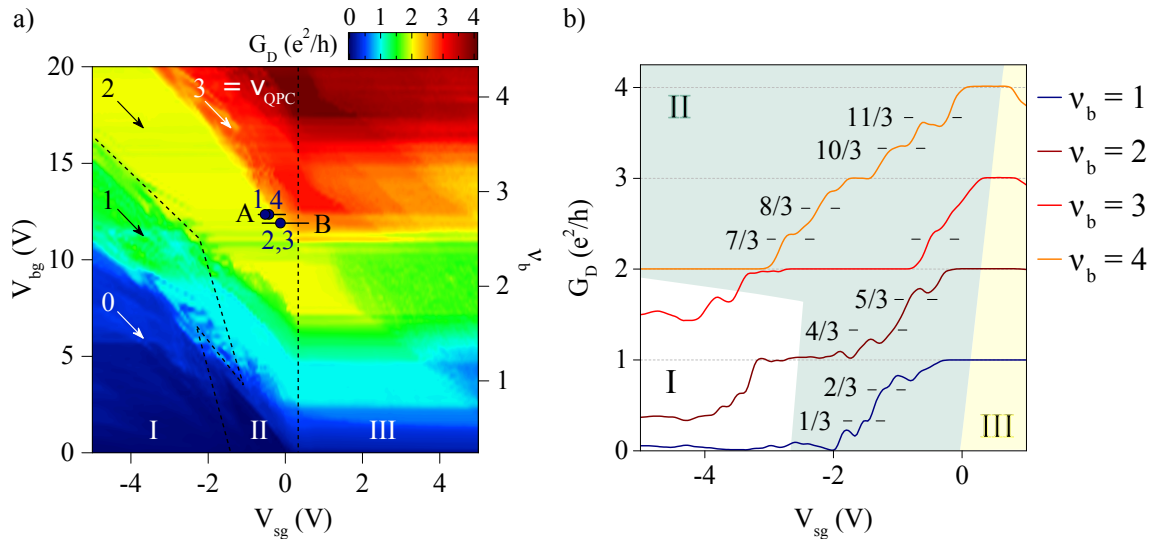 a)
G_D (e²/h)
0 1 2 3 4
V_bg (V)
20
15
10
5
0
2
3 = ν_QPC
1
0
A
1 4
2,3
B
I
II
III
3
2
1
ν_b
-4 -2 0 2 4
V_sg (V)
b)
G_D (e²/h)
4
3
2
1
0
II
11/3
10/3
8/3
7/3
5/3
4/3
2/3
1/3
I
III
-4 -2 0
V_sg (V)
ν_b = 1
ν_b = 2
ν_b = 3
ν_b = 4